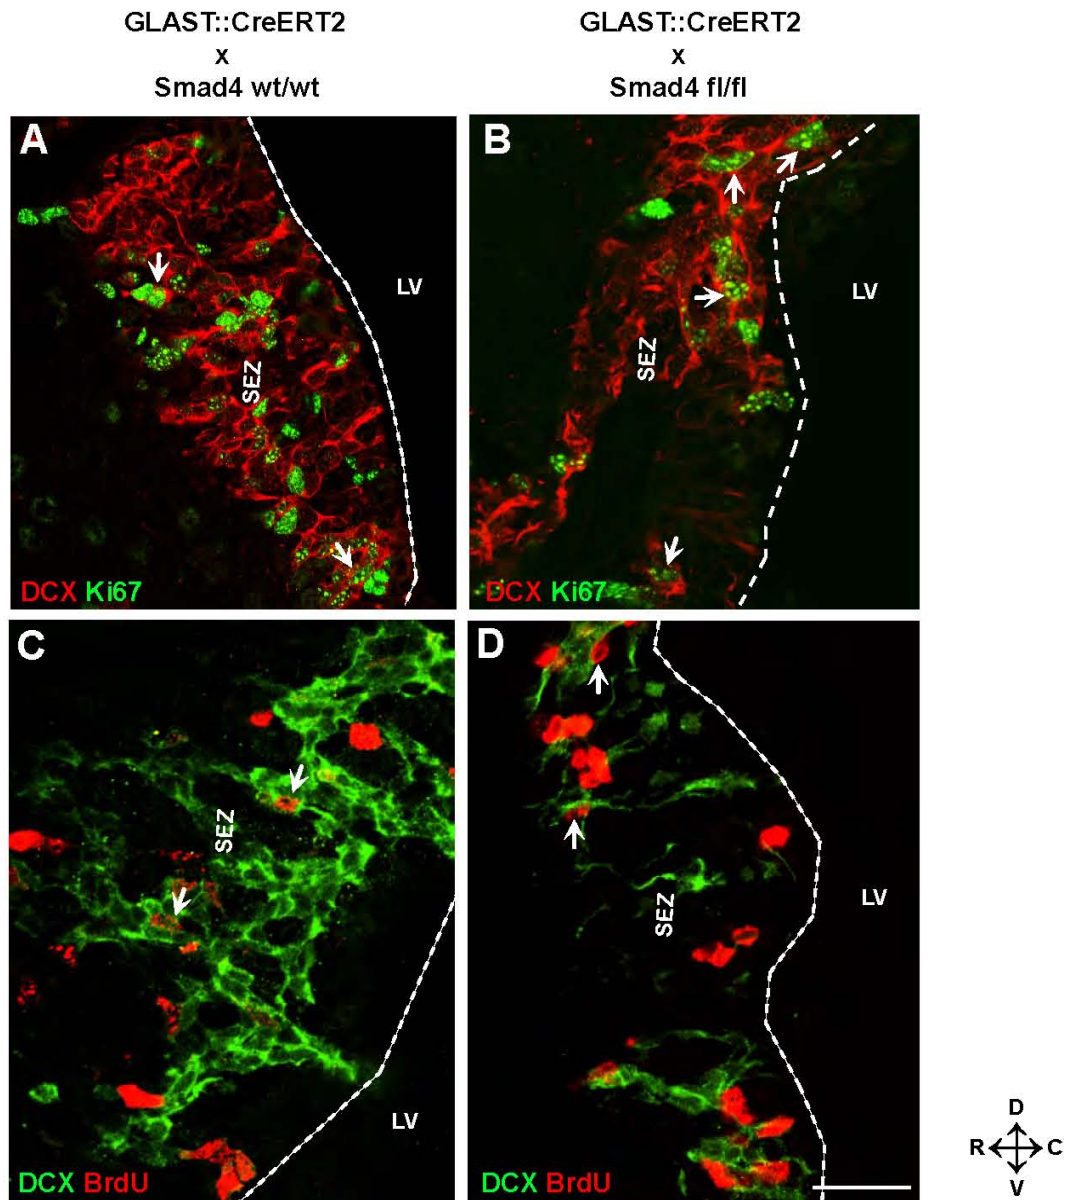 GLAST::CreERT2
x
Smad4 wt/wt
GLAST::CreERT2
x
Smad4 fl/fl
A
LV
SEZ
DCX Ki67
B
LV
SEZ
DCX Ki67
C
SEZ
LV
DCX BrdU
D
LV
SEZ
DCX BrdU
D
R C
V